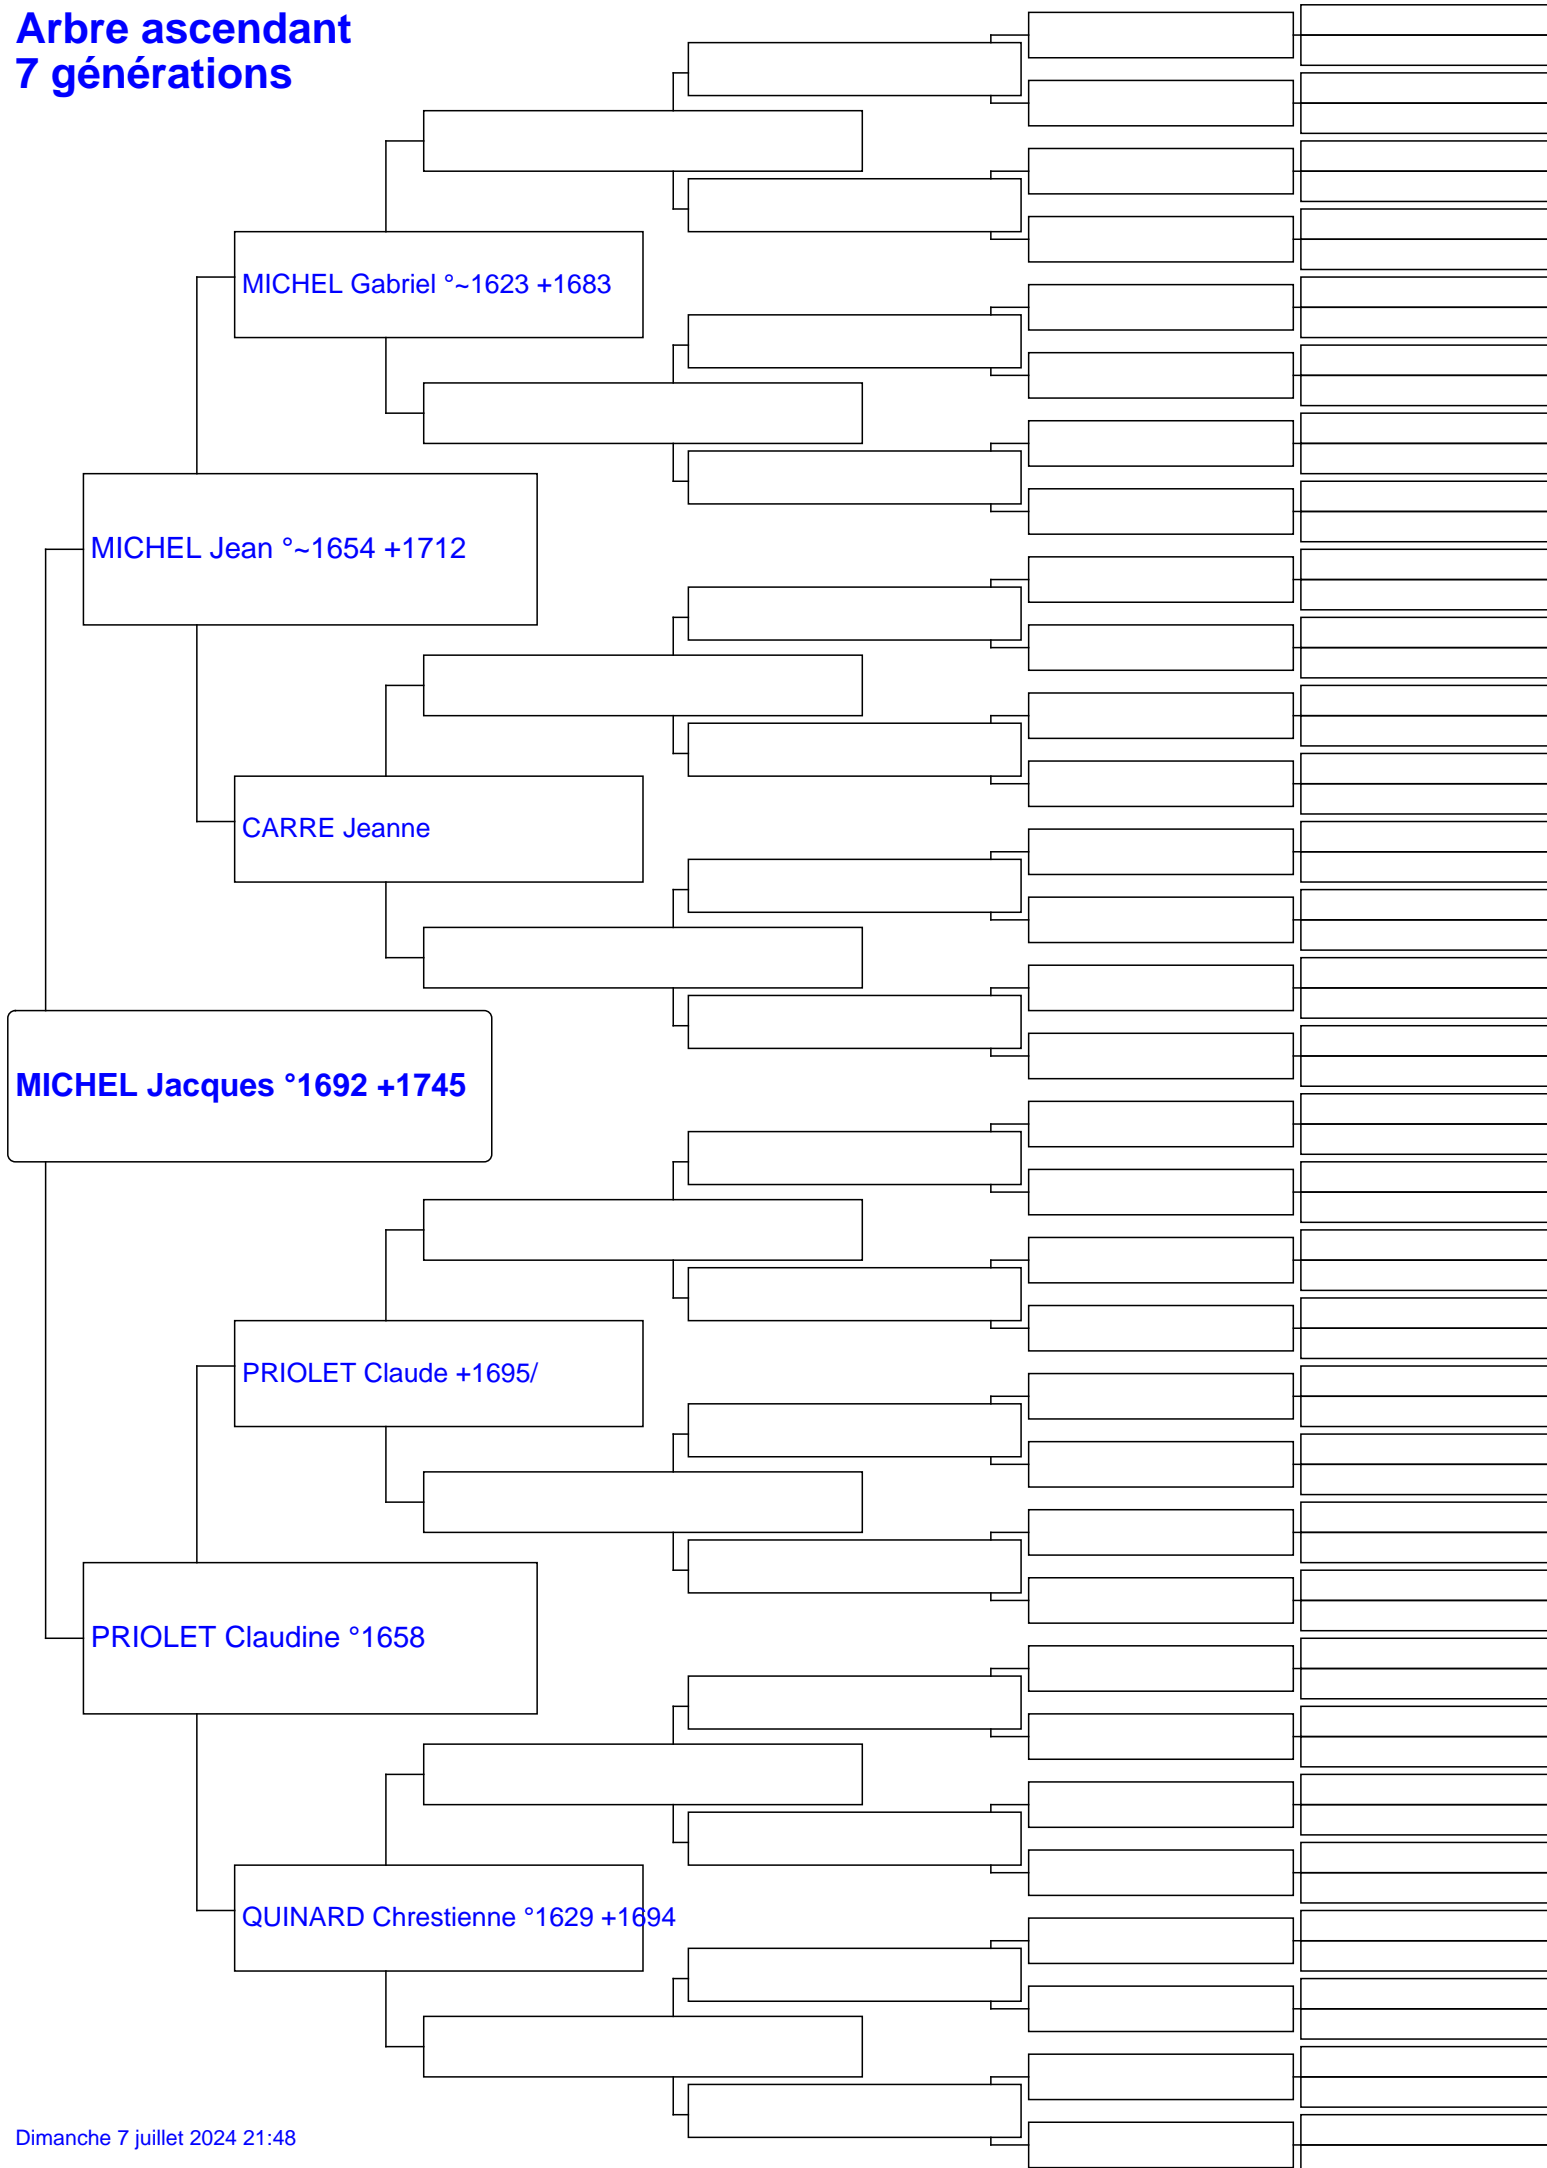 Arbre ascendant
7 générations
MICHEL Gabriel °~1623 +1683
MICHEL Jean °~1654 +1712
CARRE Jeanne
MICHEL Jacques °1692 +1745
PRIOLET Claude +1695/
PRIOLET Claudine °1658
QUINARD Chrestienne °1629 +1694
Dimanche 7 juillet 2024 21:48